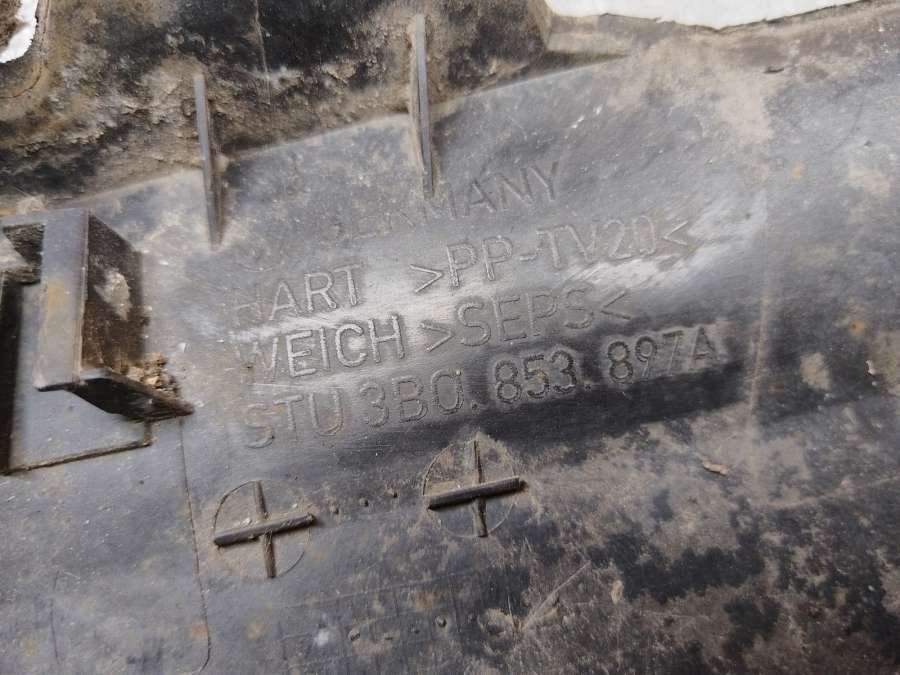 GERMANY
HART >PP-TV20<
WEICH >SEPS<
STU 3B0. 853. 897A